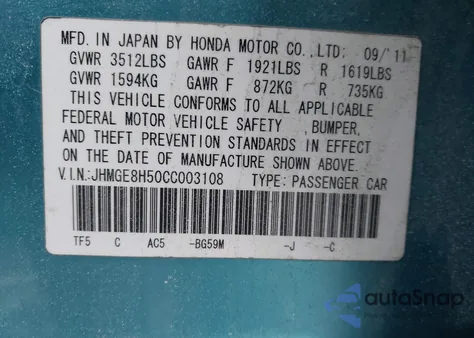 MFD. IN JAPAN BY HONDA MOTOR CO., LTD: 09/'11
GVWR 3512LBS GAWR F 1921LBS R 1619LBS
GVWR 1594KG GAWR F 872KG R 735KG
THIS VEHICLE CONFORMS TO ALL APPLICABLE
FEDERAL MOTOR VEHICLE SAFETY ,BUMPER,
AND THEFT PREVENTION STANDARDS IN EFFECT
ON THE DATE OF MANUFACTURE SHOWN ABOVE.
V.I.N:JHMGE8H50CC003108 TYPE: PASSENGER CAR
TF5 C AC5 -BG59M -J -C
autoSnap